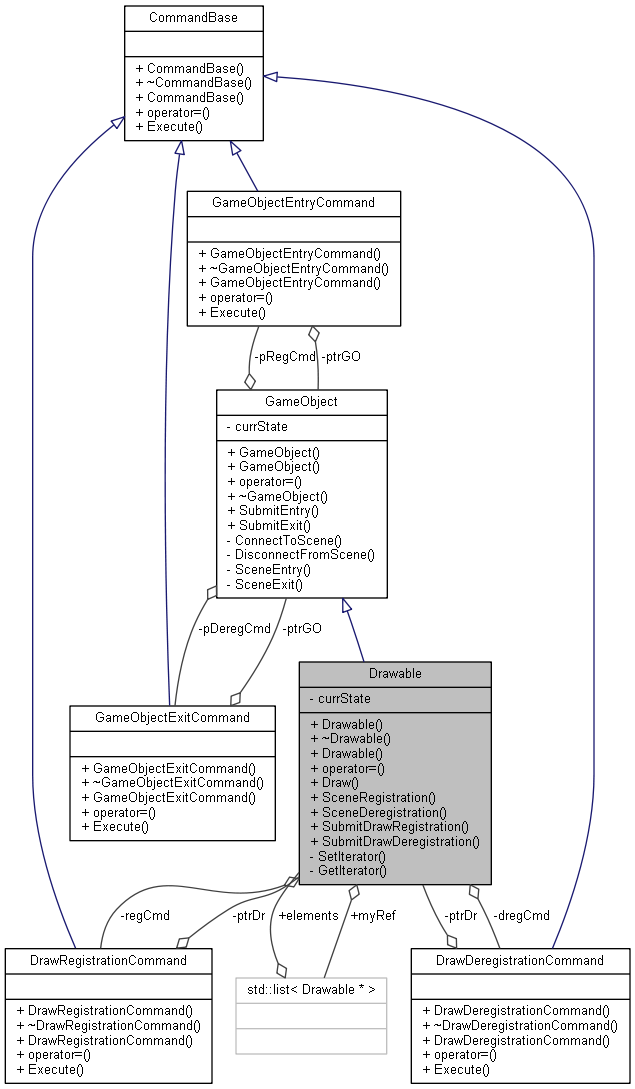 CommandBase
+ CommandBase()
+ ~CommandBase()
+ CommandBase()
+ operator=()
+ Execute()
GameObjectEntryCommand
+ GameObjectEntryCommand()
+ ~GameObjectEntryCommand()
+ GameObjectEntryCommand()
+ operator=()
+ Execute()
-pRegCmd
-ptrGO
GameObject
- currState
+ GameObject()
+ GameObject()
+ operator=()
+ ~GameObject()
+ SubmitEntry()
+ SubmitExit()
- ConnectToScene()
- DisconnectFromScene()
- SceneEntry()
- SceneExit()
-pDeregCmd
-ptrGO
GameObjectExitCommand
+ GameObjectExitCommand()
+ ~GameObjectExitCommand()
+ GameObjectExitCommand()
+ operator=()
+ Execute()
Drawable
- currState
+ Drawable()
+ ~Drawable()
+ Drawable()
+ operator=()
+ Draw()
+ SceneRegistration()
+ SceneDeregistration()
+ SubmitDrawRegistration()
+ SubmitDrawDeregistration()
- SetIterator()
- GetIterator()
-regCmd
-ptrDr
+elements
+myRef
-ptrDr
-dregCmd
DrawRegistrationCommand
+ DrawRegistrationCommand()
+ ~DrawRegistrationCommand()
+ DrawRegistrationCommand()
+ operator=()
+ Execute()
std::list< Drawable * >
DrawDeregistrationCommand
+ DrawDeregistrationCommand()
+ ~DrawDeregistrationCommand()
+ DrawDeregistrationCommand()
+ operator=()
+ Execute()